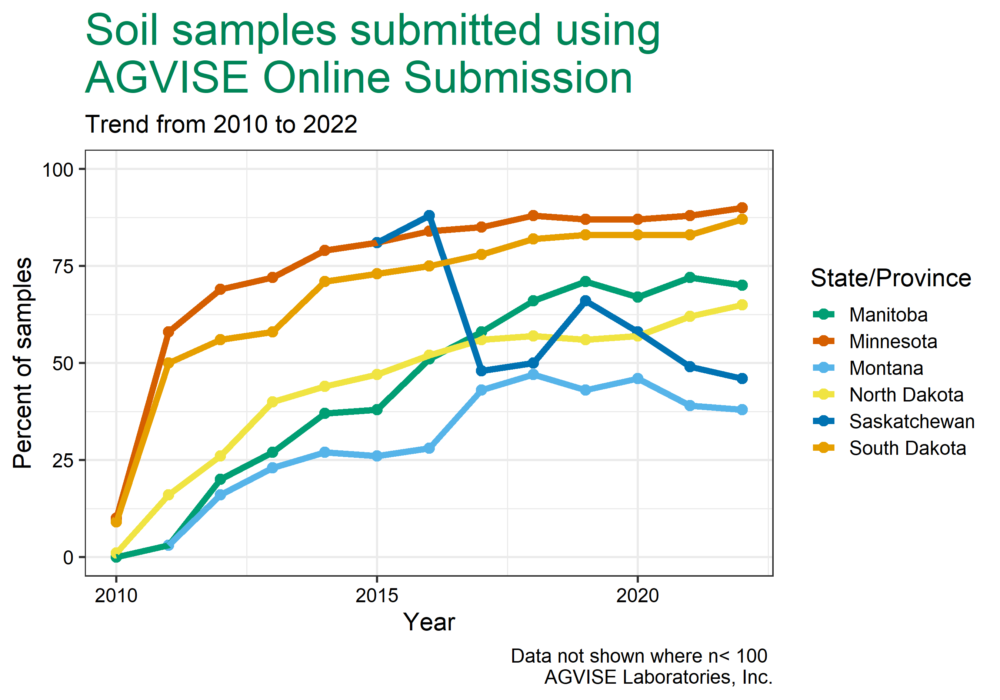 Soil samples submitted using
AGVISE Online Submission
Trend from 2010 to 2022
100
75
50
25
0
Percent of samples
2010
2015
2020
Year
State/Province
Manitoba
Minnesota
Montana
North Dakota
Saskatchewan
South Dakota
Data not shown where n< 100
AGVISE Laboratories, Inc.